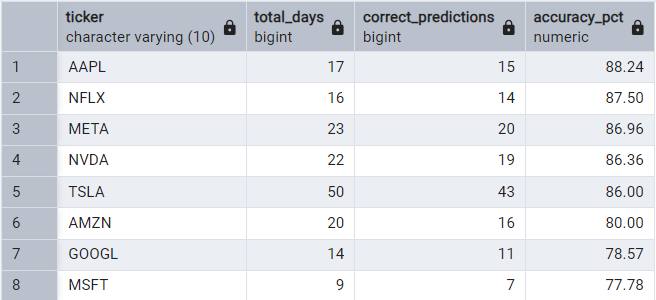 ticker total_days correct_predictions accuracy_pct
character varying (10) bigint bigint numeric
1 AAPL 17 15 88.24
2 NFLX 16 14 87.50
3 META 23 20 86.96
4 NVDA 22 19 86.36
5 TSLA 50 43 86.00
6 AMZN 20 16 80.00
7 GOOGL 14 11 78.57
8 MSFT 9 7 77.78